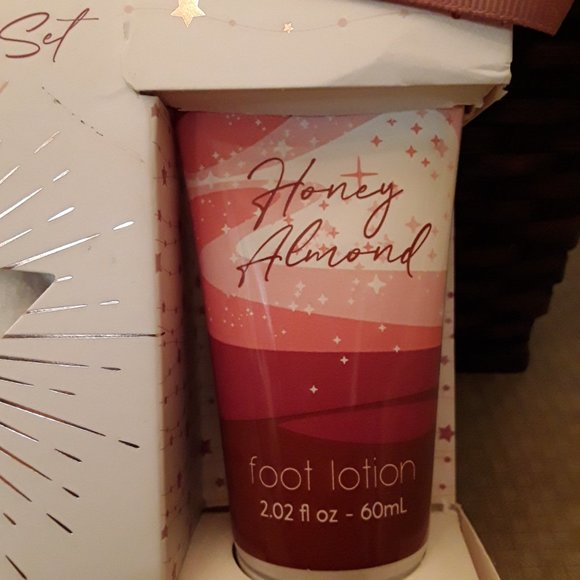 Set
Honey
Almond
foot lotion
2.02 fl oz - 60mL